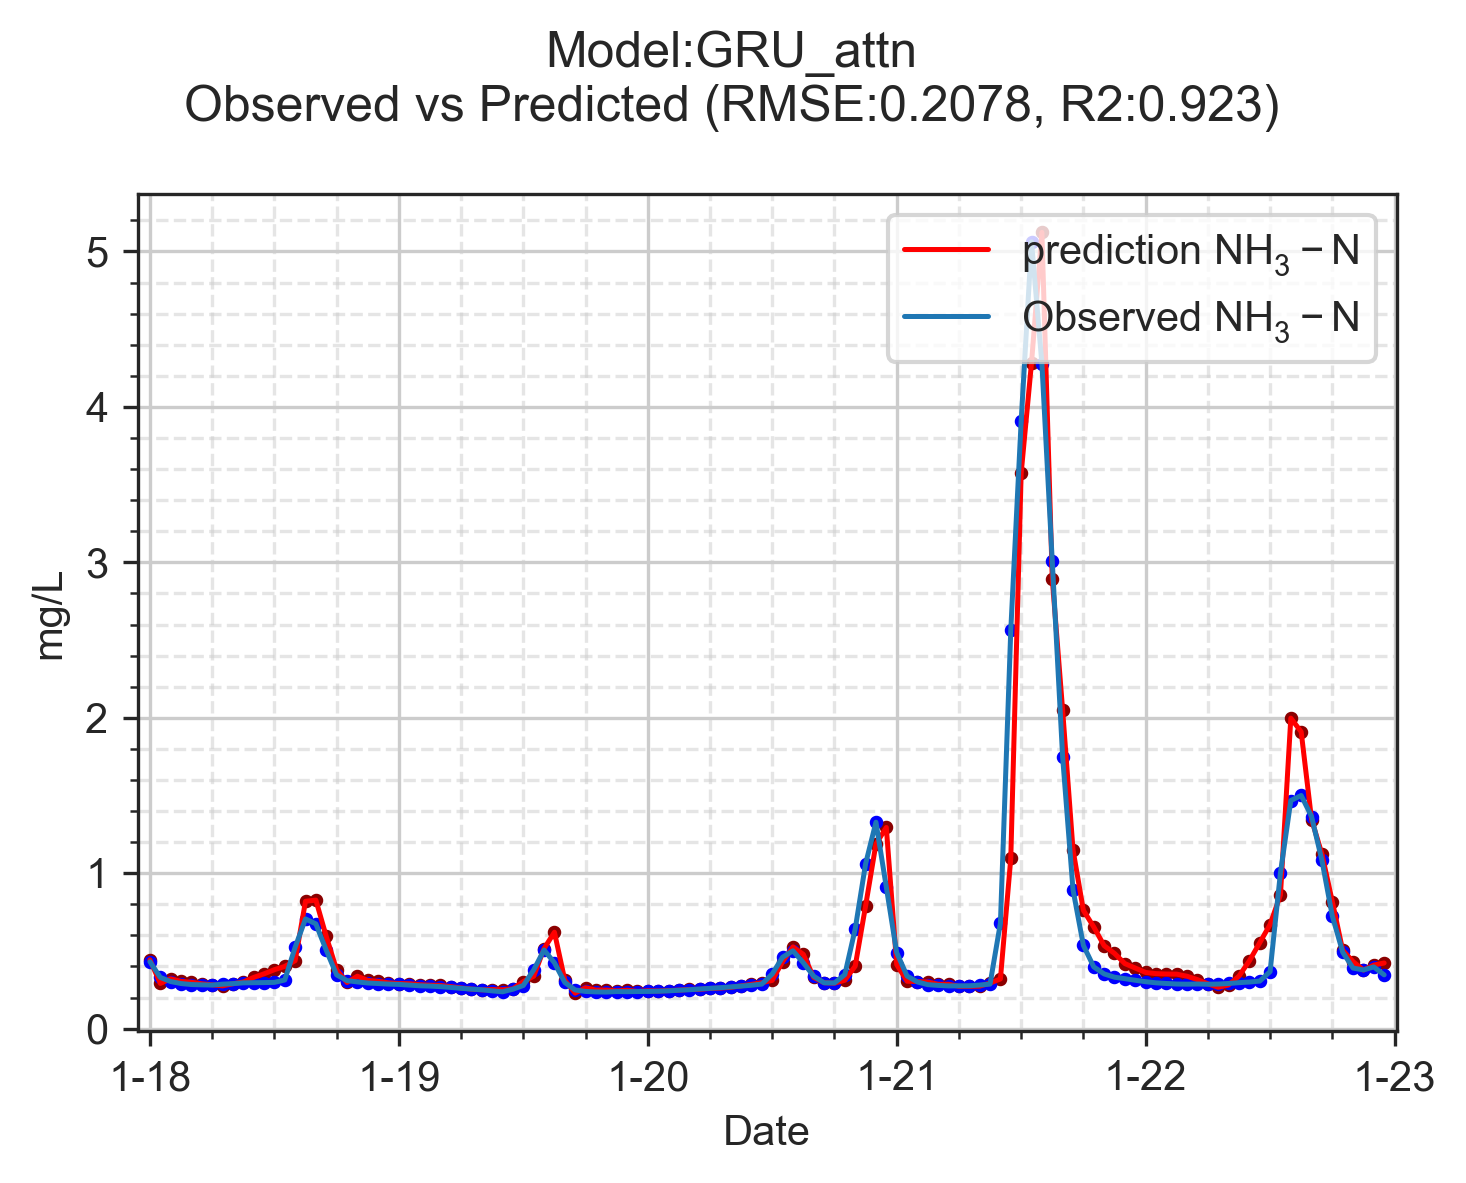 Model:GRU_attn
Observed vs Predicted (RMSE:0.2078, R2:0.923)
prediction NH₃ − N
Observed NH₃ − N
5
4
3
2
1
0
mg/L
1-18 1-19 1-20 1-21 1-22 1-23
Date